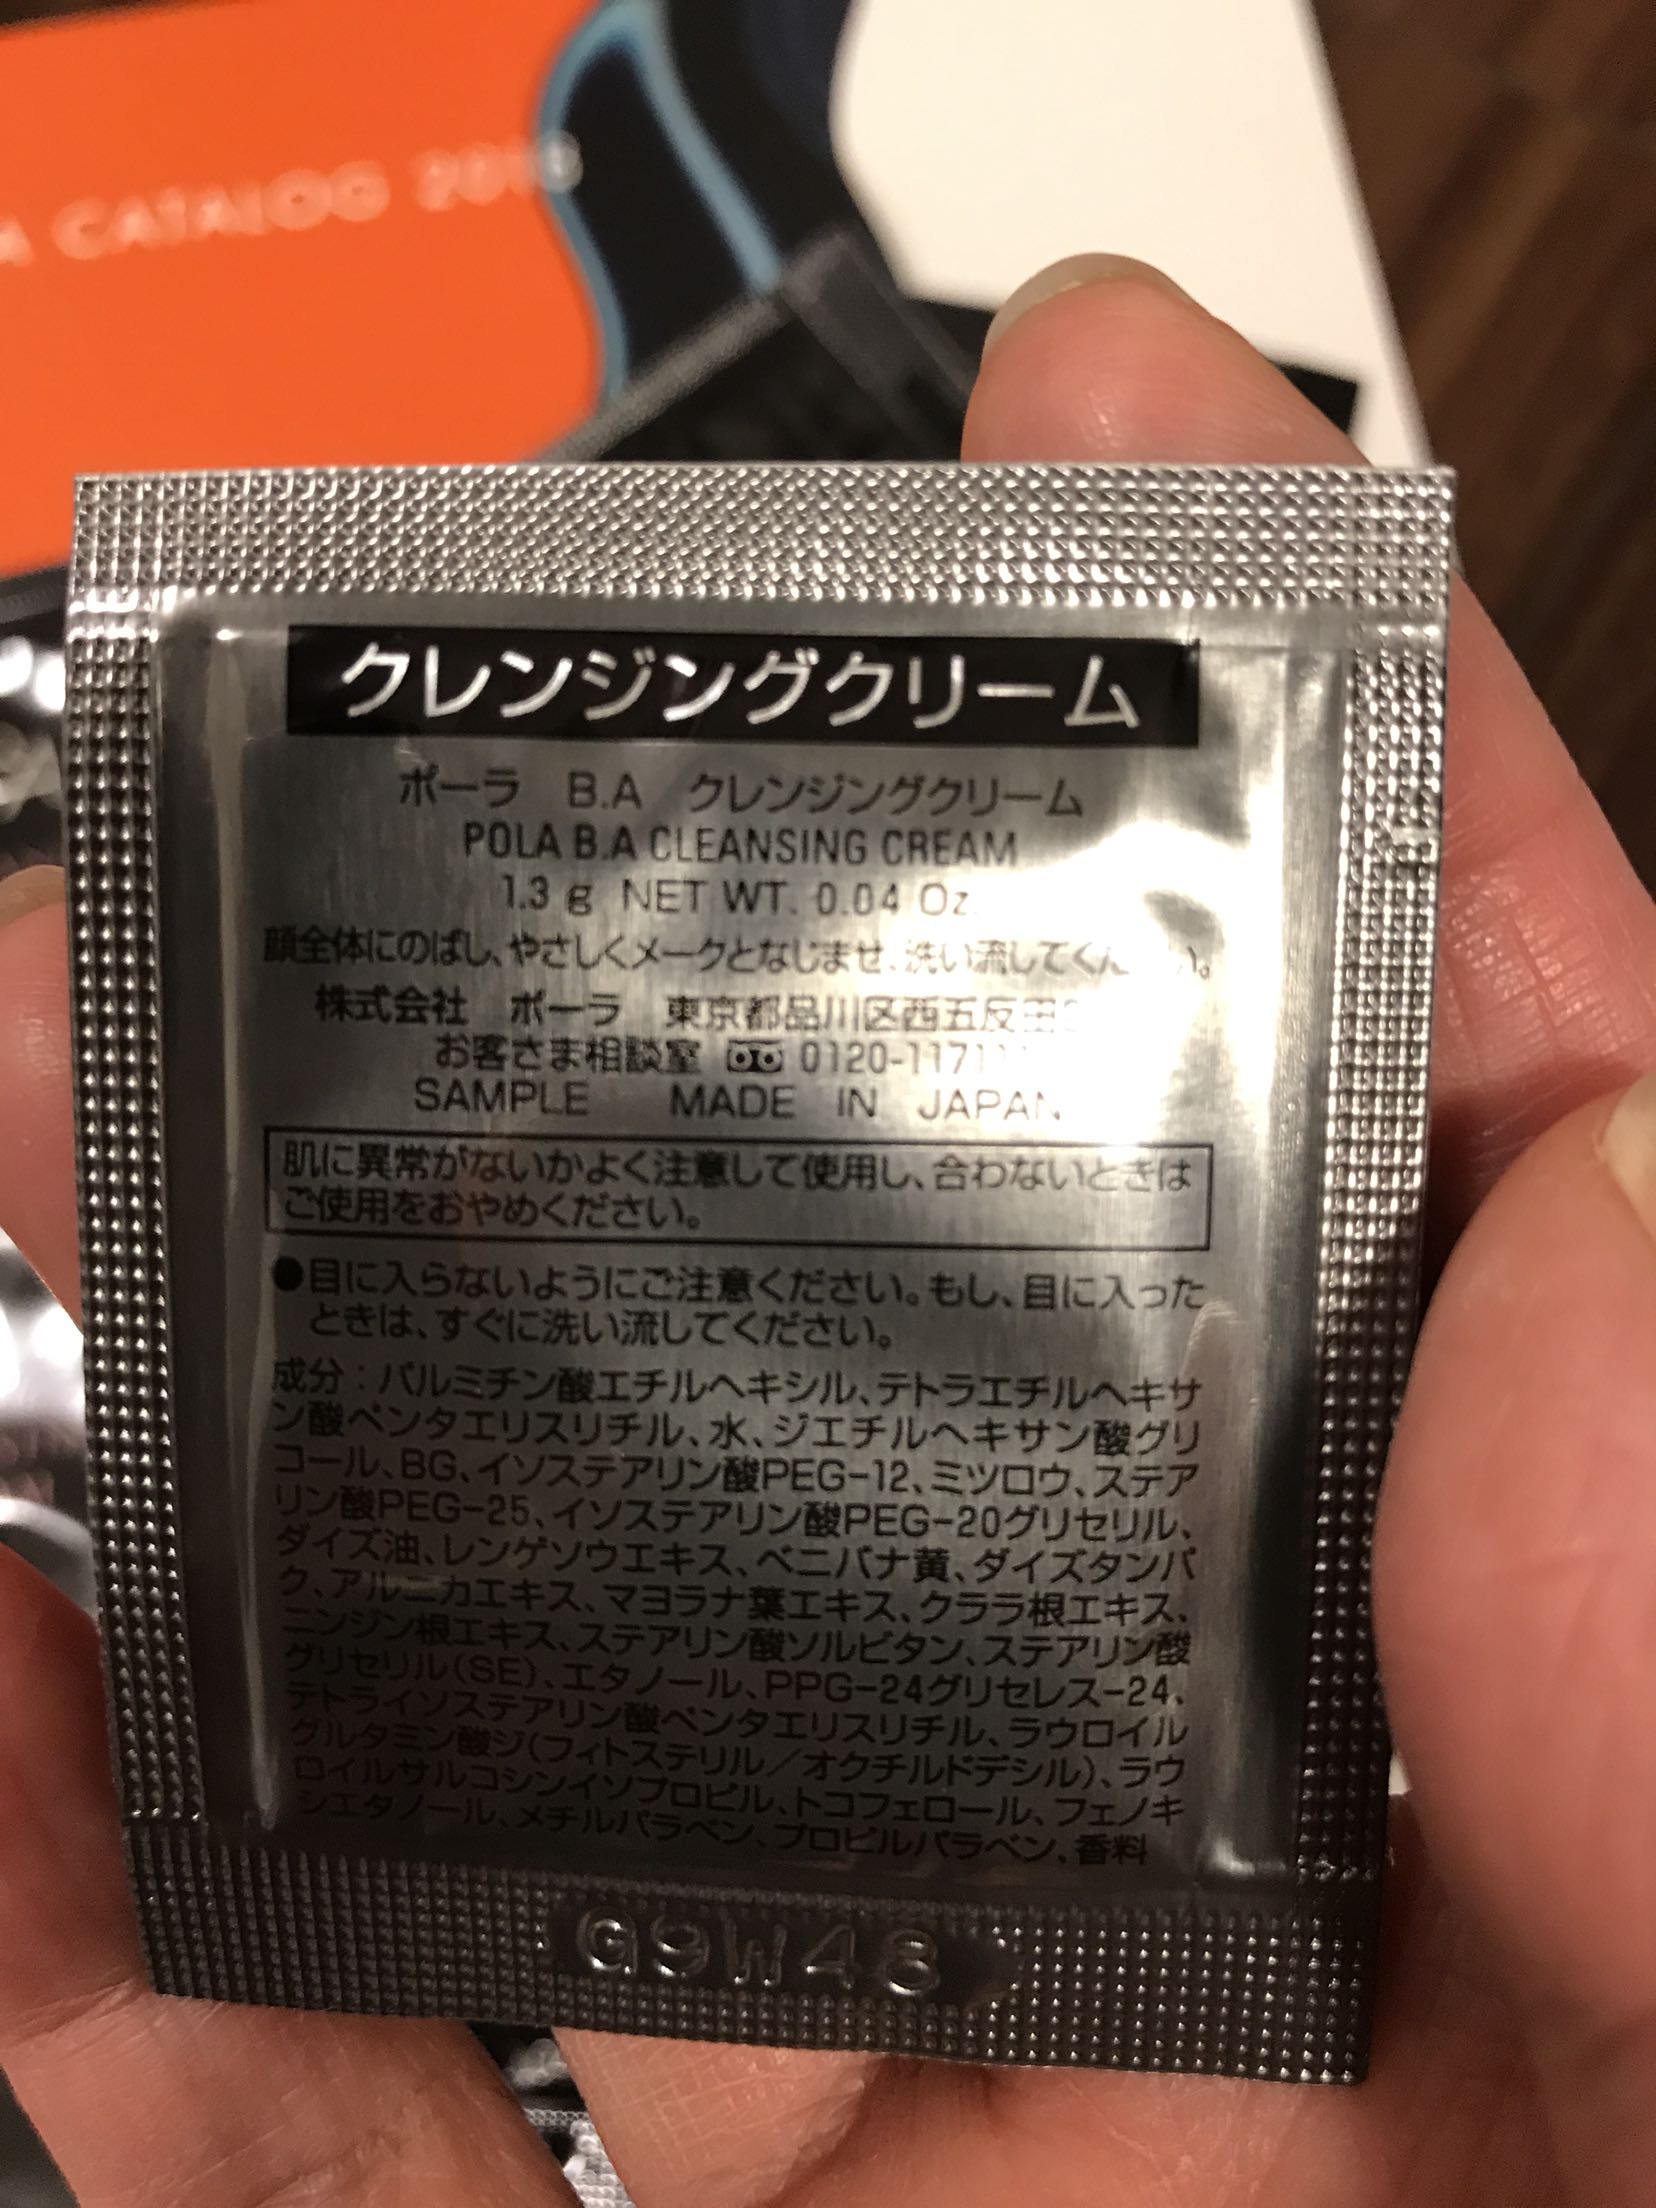 CATALOG
クレンジングクリーム
ポーラ B.A クレンジングクリーム
POLA B.A CLEANSING CREAM
1.3 g NET WT. 0.04 Oz.
顔全体にのばし、やさしくメークとなじませ、洗い流して
株式会社 ポーラ 東京都品川区西五反田
お客さま相談室
SAMPLE MADE IN JAPAN
肌に異常がないかよく注意して使用し、合わないときは
ご使用をおやめください。
●目に入らないようにご注意ください。もし、目に入った
ときは、すぐに洗い流してください。
成分：パルミチン酸エチルヘキシル、テトラエチルヘキサ
ン酸ペンタエリスリチル、水、ジエチルヘキサン酸グリ
コール、BG、イソステアリン酸PEG-12、ミツロウ、ステア
リン酸PEG-25、イソステアリン酸PEG-20グリセリル、
ダイズ油、レンゲソウエキス、ベニバナ黄、ダイズタンパ
ク、アルニカエキス、マヨラナ葉エキス、クララ根エキス、
ニンジン根エキス、ステアリン酸ソルビタン、ステアリン酸
グリセリル(SE)、エタノール、PPG-24グリセレス-24、
テトライソステアリン酸ペンタエリスリチル、ラウロイル
グルタミン酸ジ(フィトステリル／オクチルドデシル)、ラウ
ロイルサルコシンイソプロピル、トコフェロール、フェノキ
シエタノール、メチルパラベン、プロピルパラベン、香料
G9W48